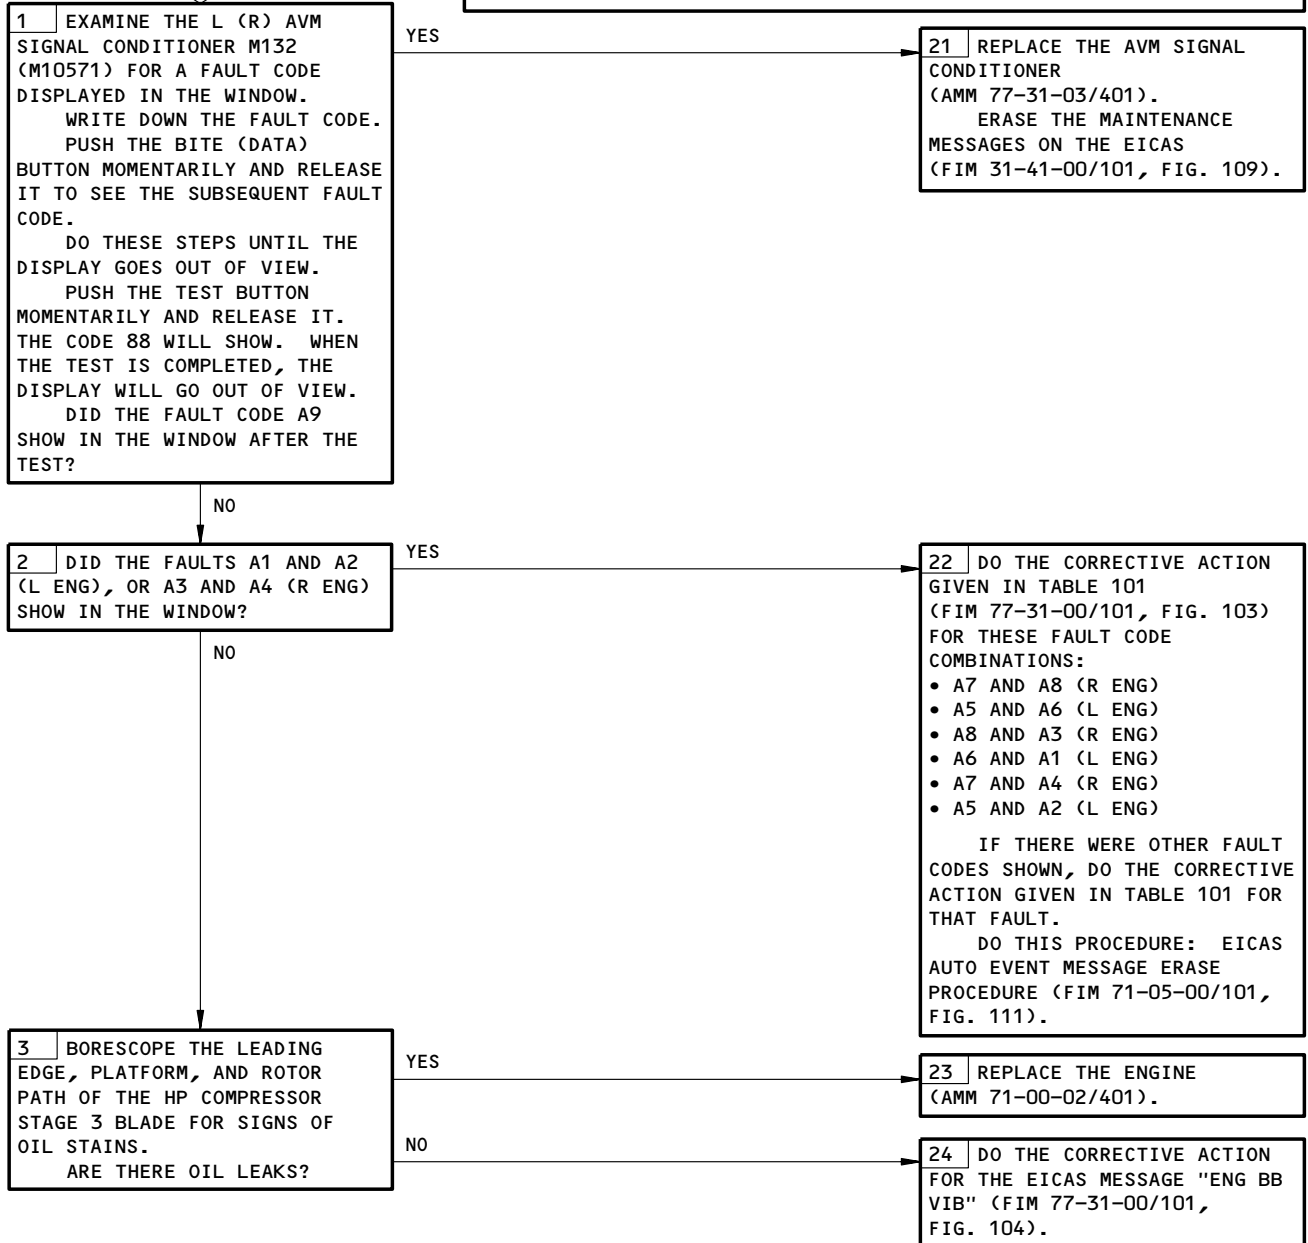 1 EXAMINE THE L (R) AVM
SIGNAL CONDITIONER M132
(M10571) FOR A FAULT CODE
DISPLAYED IN THE WINDOW.
WRITE DOWN THE FAULT CODE.
PUSH THE BITE (DATA)
BUTTON MOMENTARILY AND RELEASE
IT TO SEE THE SUBSEQUENT FAULT
CODE.
DO THESE STEPS UNTIL THE
DISPLAY GOES OUT OF VIEW.
PUSH THE TEST BUTTON
MOMENTARILY AND RELEASE IT.
THE CODE 88 WILL SHOW. WHEN
THE TEST IS COMPLETED, THE
DISPLAY WILL GO OUT OF VIEW.
DID THE FAULT CODE A9
SHOW IN THE WINDOW AFTER THE
TEST?
YES
21 REPLACE THE AVM SIGNAL
CONDITIONER
(AMM 77-31-03/401).
ERASE THE MAINTENANCE
MESSAGES ON THE EICAS
(FIM 31-41-00/101, FIG. 109).
NO
2 DID THE FAULTS A1 AND A2
(L ENG), OR A3 AND A4 (R ENG)
SHOW IN THE WINDOW?
YES
22 DO THE CORRECTIVE ACTION
GIVEN IN TABLE 101
(FIM 77-31-00/101, FIG. 103)
FOR THESE FAULT CODE
COMBINATIONS:
• A7 AND A8 (R ENG)
• A5 AND A6 (L ENG)
• A8 AND A3 (R ENG)
• A6 AND A1 (L ENG)
• A7 AND A4 (R ENG)
• A5 AND A2 (L ENG)
IF THERE WERE OTHER FAULT
CODES SHOWN, DO THE CORRECTIVE
ACTION GIVEN IN TABLE 101 FOR
THAT FAULT.
DO THIS PROCEDURE: EICAS
AUTO EVENT MESSAGE ERASE
PROCEDURE (FIM 71-05-00/101,
FIG. 111).
NO
3 BORESCOPE THE LEADING
EDGE, PLATFORM, AND ROTOR
PATH OF THE HP COMPRESSOR
STAGE 3 BLADE FOR SIGNS OF
OIL STAINS.
ARE THERE OIL LEAKS?
YES
23 REPLACE THE ENGINE
(AMM 71-00-02/401).
NO
24 DO THE CORRECTIVE ACTION
FOR THE EICAS MESSAGE "ENG BB
VIB" (FIM 77-31-00/101,
FIG. 104).